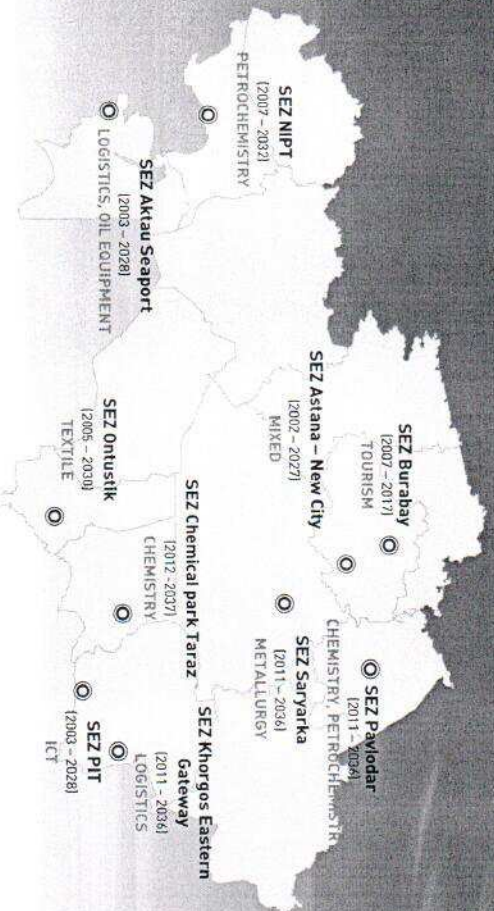 SEZ NIPT
(2007 – 2032)
PETROCHEMISTRY
SEZ Aktau Seaport
(2003 – 2028)
LOGISTICS, OIL EQUIPMENT
SEZ Burabay
(2007 – 2017)
TOURISM
SEZ Astana – New City
(2002 – 2027)
MIXED
SEZ Pavlodar
(2011 – 2036)
CHEMISTRY, PETROCHEMISTR
SEZ Saryarka
(2011 – 2036)
METALLURGY
SEZ Ontustik
(2005 – 2030)
TEXTILE
SEZ Chemical park Taraz
(2012 - 2037)
CHEMISTRY
SEZ Khorgos Eastern
Gateway
(2011 - 2036)
LOGISTICS
SEZ PIT
(2003 – 2028)
ICT